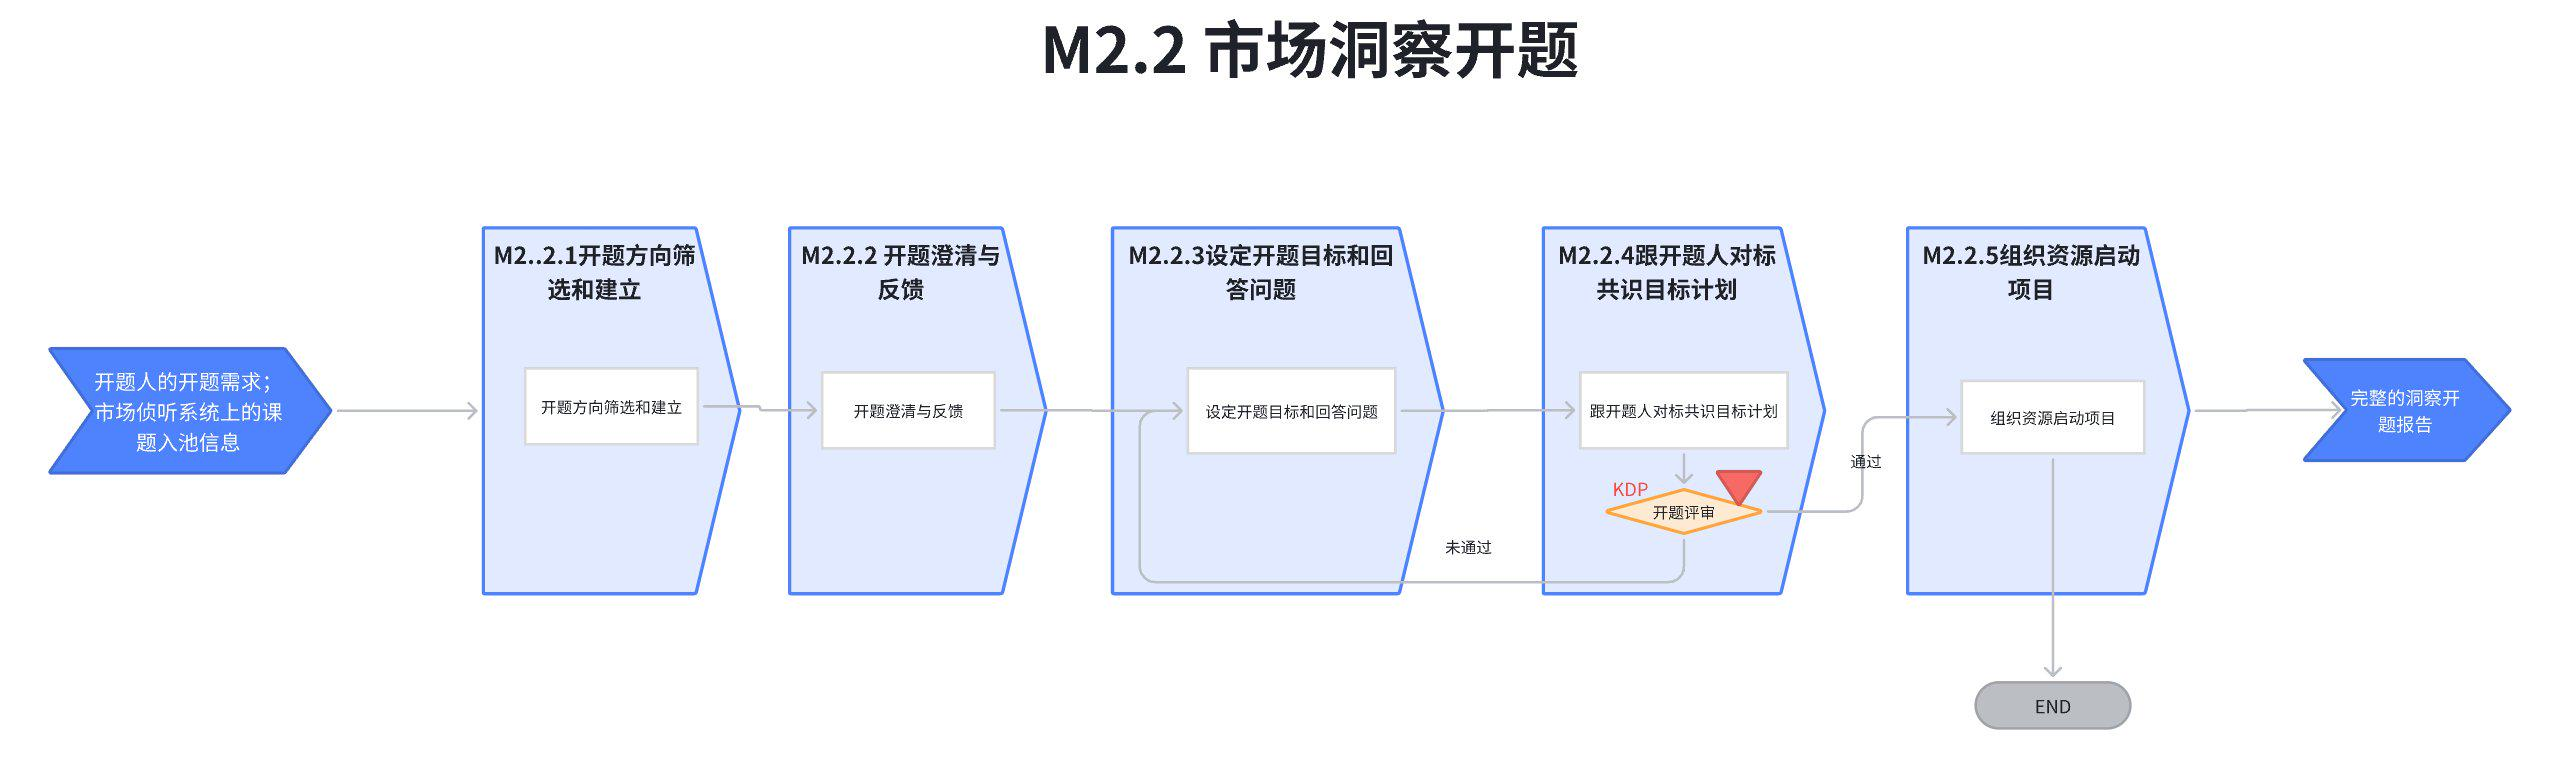 M2.2 市场洞察开题
开题人的开题需求；
市场侦听系统上的课
题入池信息
M2..2.1开题方向筛
选和建立
开题方向筛选和建立
M2.2.2 开题澄清与
反馈
开题澄清与反馈
M2.2.3设定开题目标和回
答问题
设定开题目标和回答问题
未通过
M2.2.4跟开题人对标
共识目标计划
跟开题人对标共识目标计划
KDP
开题评审
通过
M2.2.5组织资源启动
项目
组织资源启动项目
END
完整的洞察开
题报告